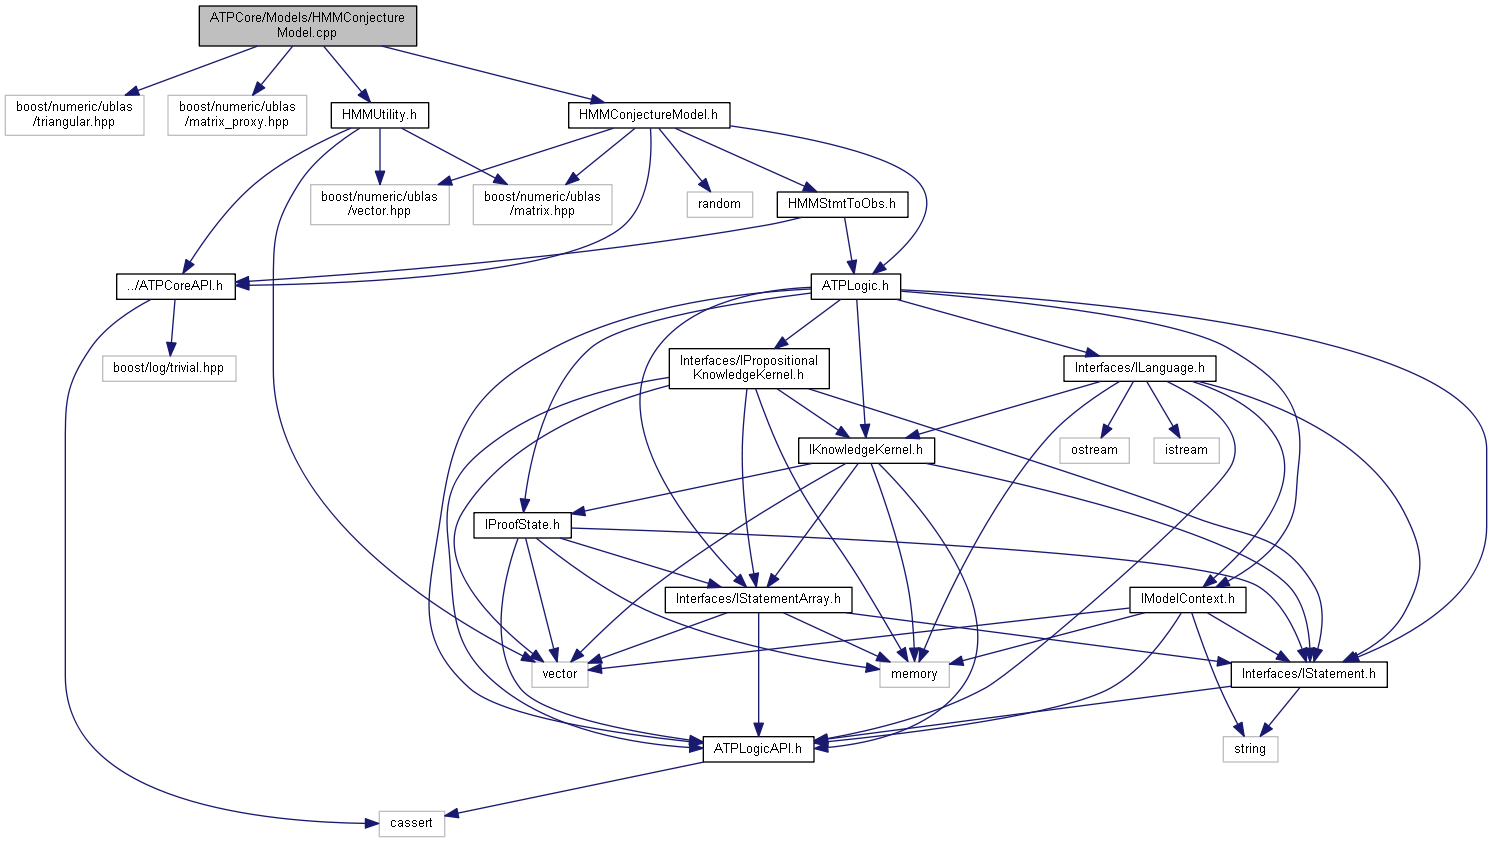 ATPCore/Models/HMMConjecture
Model.cpp
boost/numeric/ublas
/triangular.hpp
boost/numeric/ublas
/matrix_proxy.hpp
HMMUtility.h
HMMConjectureModel.h
boost/numeric/ublas
/vector.hpp
boost/numeric/ublas
/matrix.hpp
random
HMMStmtToObs.h
../ATPCoreAPI.h
ATPLogic.h
boost/log/trivial.hpp
Interfaces/IPropositional
KnowledgeKernel.h
Interfaces/ILanguage.h
IKnowledgeKernel.h
ostream
istream
IProofState.h
Interfaces/IStatementArray.h
IModelContext.h
vector
memory
Interfaces/IStatement.h
ATPLogicAPI.h
string
cassert